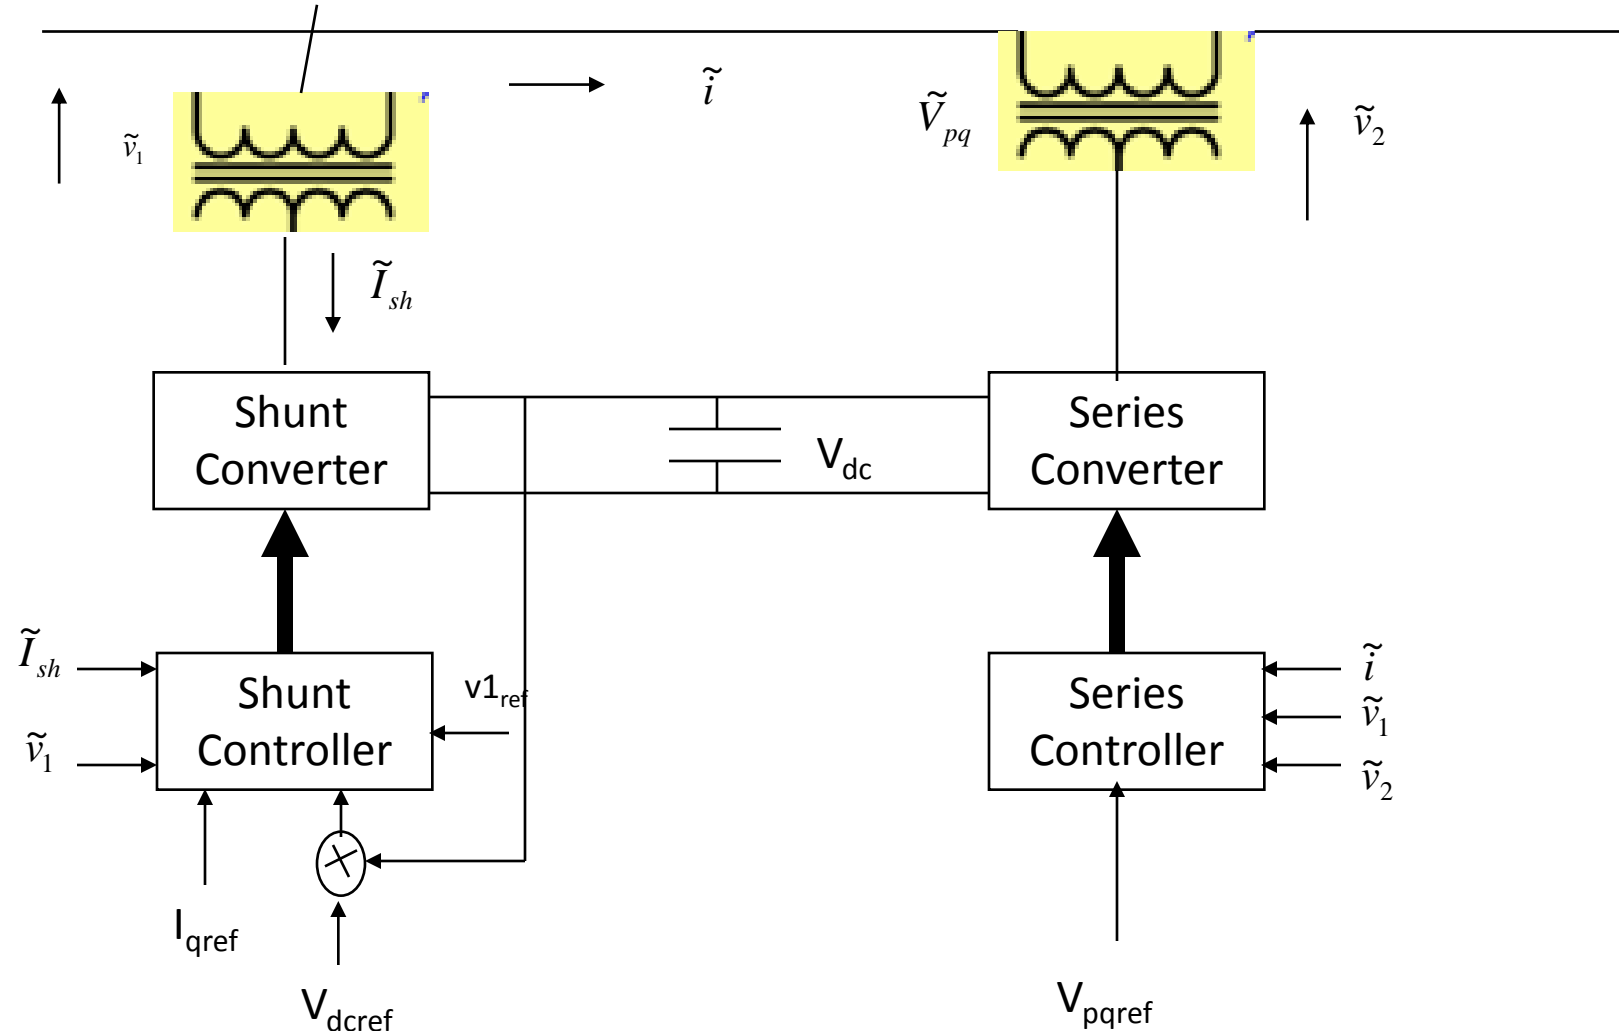 ĩ
Ṽpq
ṽ2
ṽ1
Ĩsh
Shunt
Converter
Vdc
Series
Converter
Ĩsh
Shunt
Controller
v1ref
ṽ1
Series
Controller
ĩ
ṽ1
ṽ2
Iqref
Vdcref
Vpqref